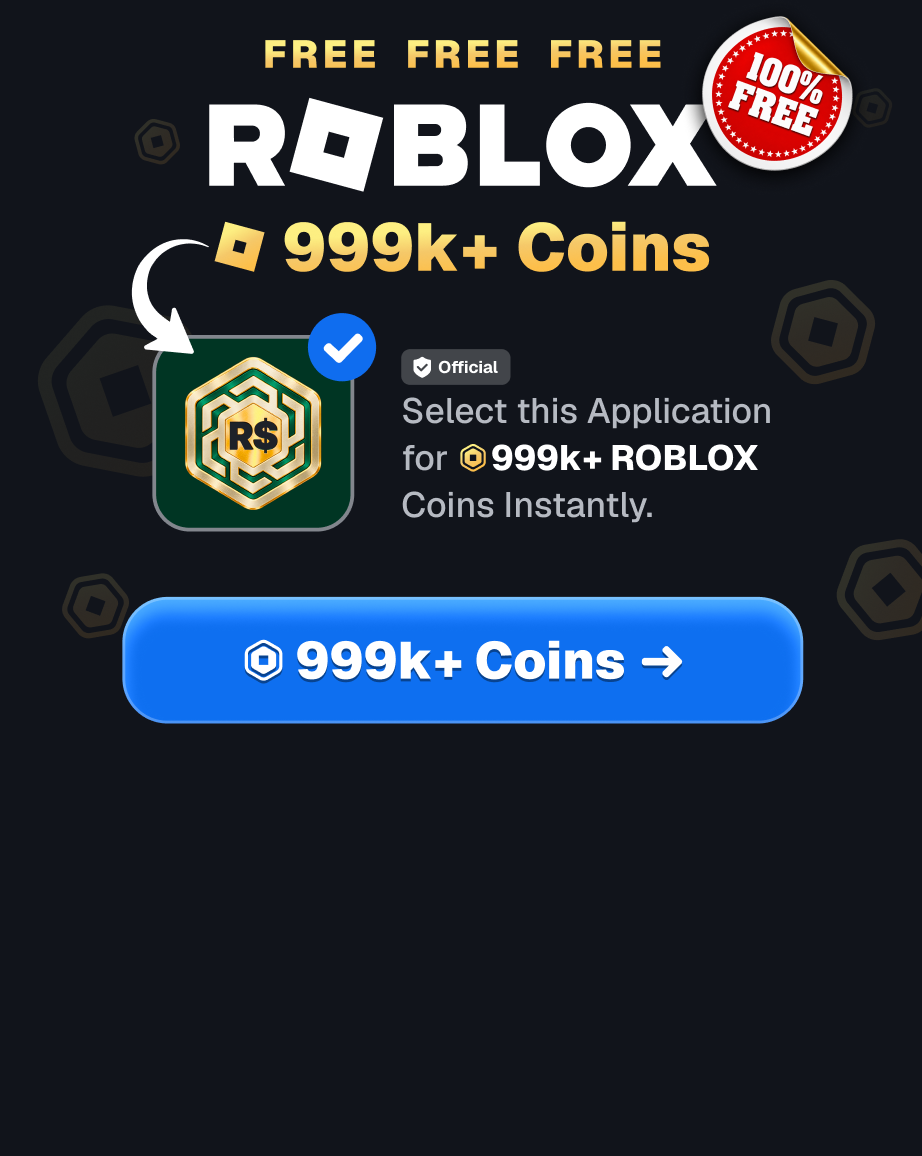 FREE FREE FREE
100%
FREE
ROBLOX
999k+ Coins
R$
Official
Select this Application
for 999k+ ROBLOX
Coins Instantly.
999k+ Coins →